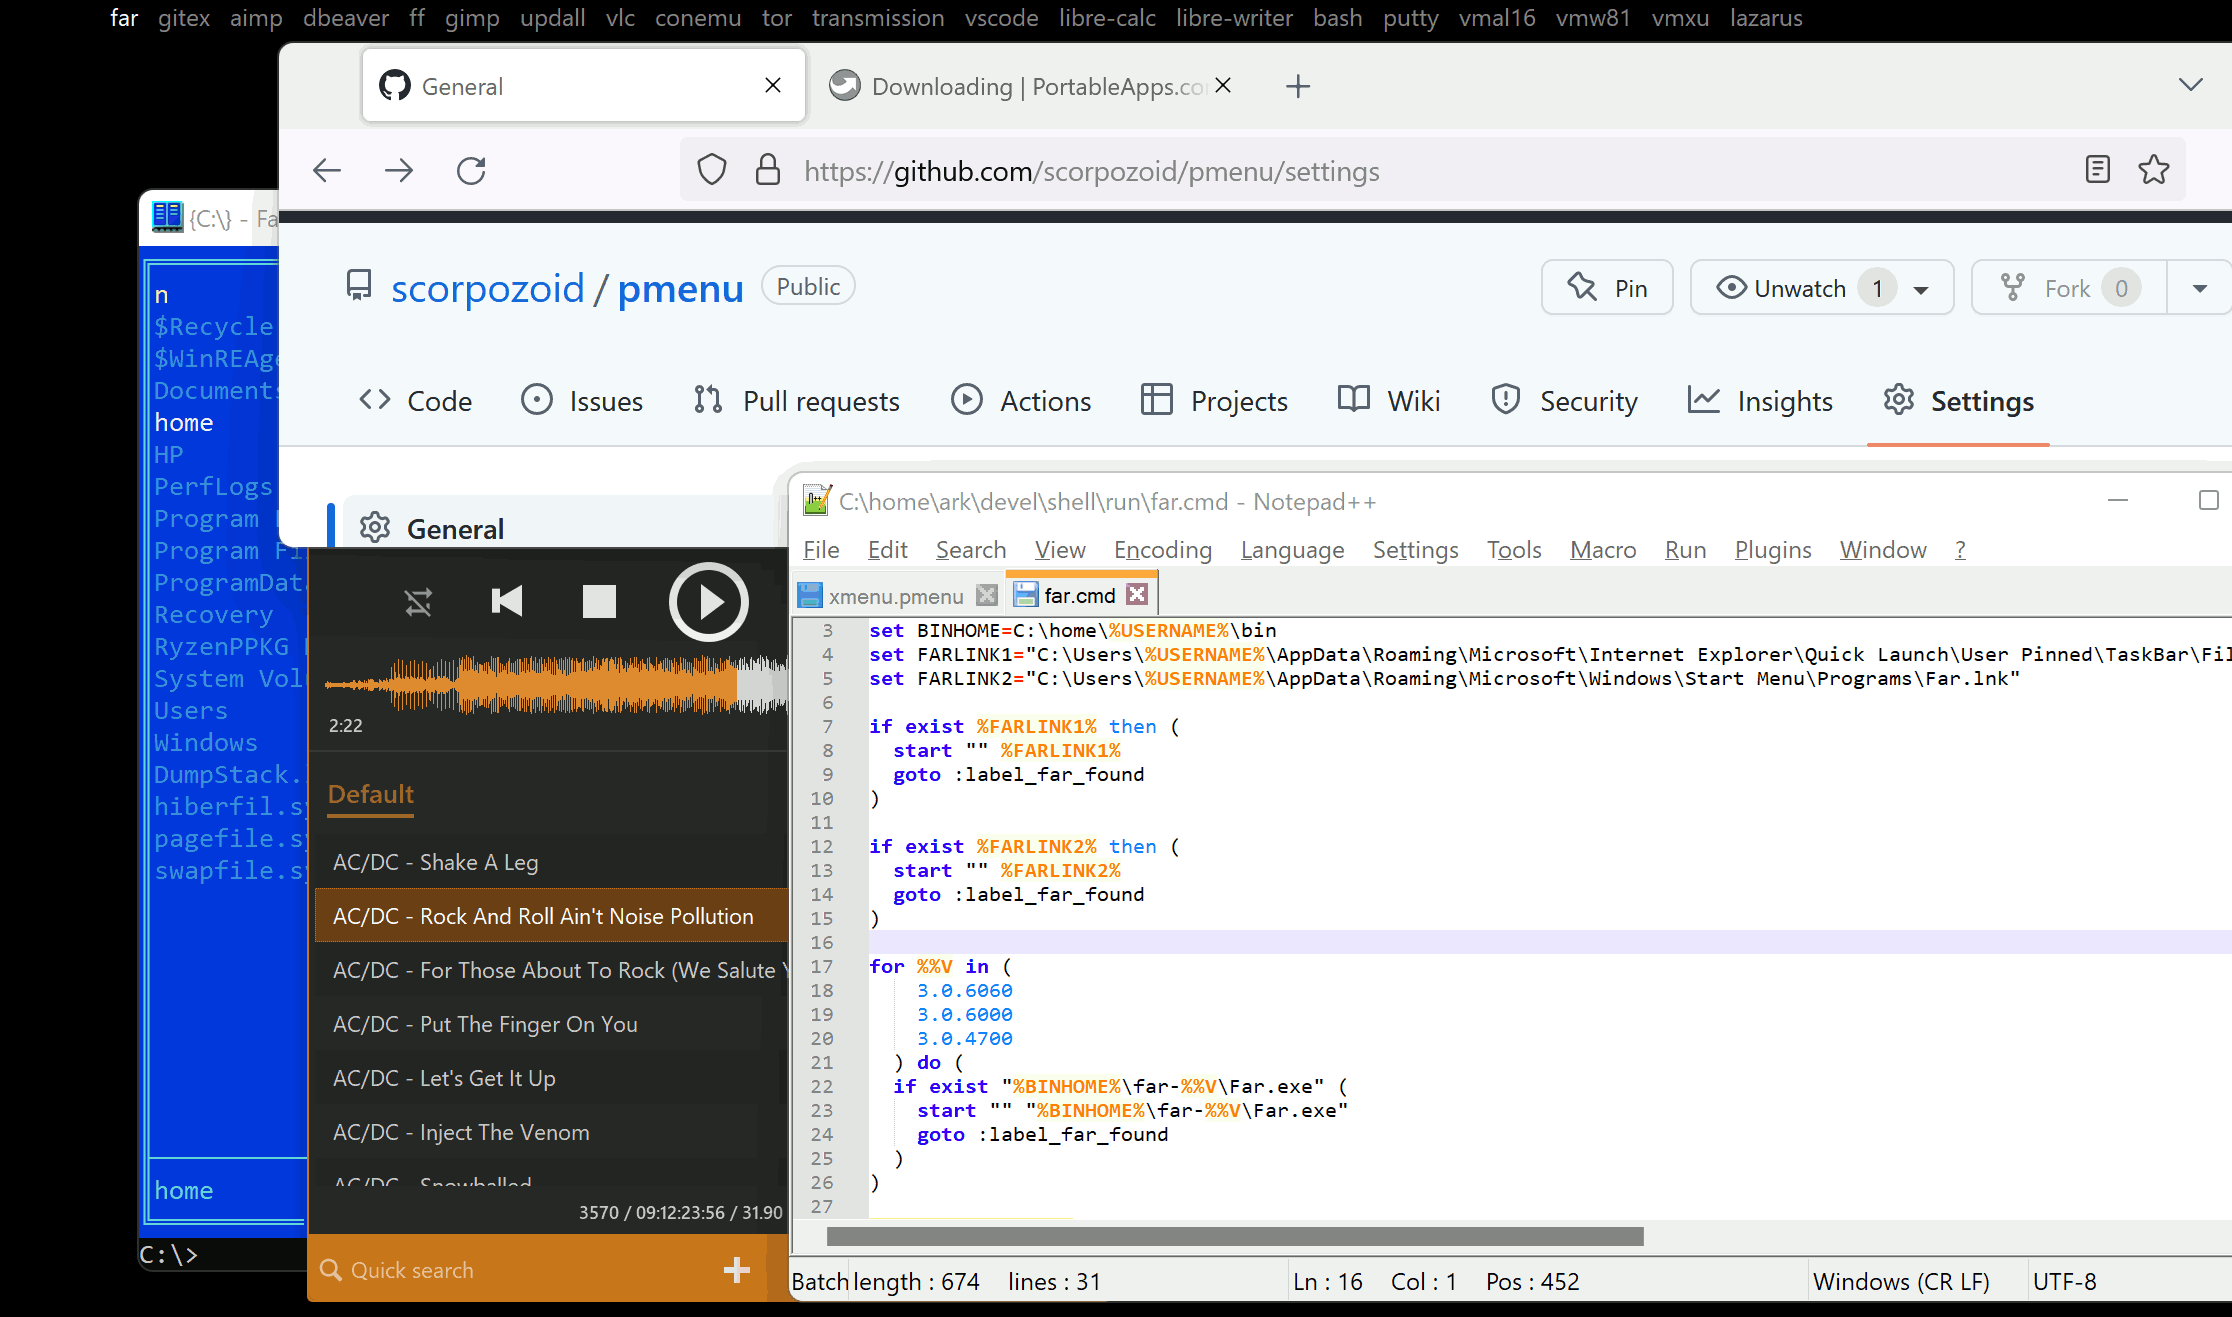 far gitex aimp dbeaver ff gimp updall vlc conemu tor transmission vscode libre-calc libre-writer bash putty vmal16 vmw81 vmxu lazarus
General
Downloading | PortableApps.co
https://github.com/scorpozoid/pmenu/settings
scorpozoid / pmenu Public
Pin
Unwatch 1
Fork 0
Code Issues Pull requests Actions Projects Wiki Security Insights Settings
General
{C:\} - Fa
n
$Recycle
$WinREAge
Documents
home
HP
PerfLogs
Program
Program Fi
ProgramData
Recovery
RyzenPPKG
System Vol
Users
Windows
DumpStack.
hiberfil.sy
pagefile.sy
swapfile.sy
home
C:\>
2:22
Default
AC/DC - Shake A Leg
AC/DC - Rock And Roll Ain't Noise Pollution
AC/DC - For Those About To Rock (We Salute Y
AC/DC - Put The Finger On You
AC/DC - Let's Get It Up
AC/DC - Inject The Venom
AC/DC - Snowballed
3570 / 09:12:23:56 / 31.90
Quick search
C:\home\ark\devel\shell\run\far.cmd - Notepad++
File Edit Search View Encoding Language Settings Tools Macro Run Plugins Window ?
xmenu.pmenu far.cmd
3 set BINHOME=C:\home\%USERNAME%\bin
4 set FARLINK1="C:\Users\%USERNAME%\AppData\Roaming\Microsoft\Internet Explorer\Quick Launch\User Pinned\TaskBar\Fil
5 set FARLINK2="C:\Users\%USERNAME%\AppData\Roaming\Microsoft\Windows\Start Menu\Programs\Far.lnk"
6
7 if exist %FARLINK1% then (
8 start "" %FARLINK1%
9 goto :label_far_found
10 )
11
12 if exist %FARLINK2% then (
13 start "" %FARLINK2%
14 goto :label_far_found
15 )
16
17 for %%V in (
18 3.0.6060
19 3.0.6000
20 3.0.4700
21 ) do (
22 if exist "%BINHOME%\far-%%V\Far.exe" (
23 start "" "%BINHOME%\far-%%V\Far.exe"
24 goto :label_far_found
25 )
26 )
27
Batch length : 674 lines : 31 Ln : 16 Col : 1 Pos : 452 Windows (CR LF) UTF-8